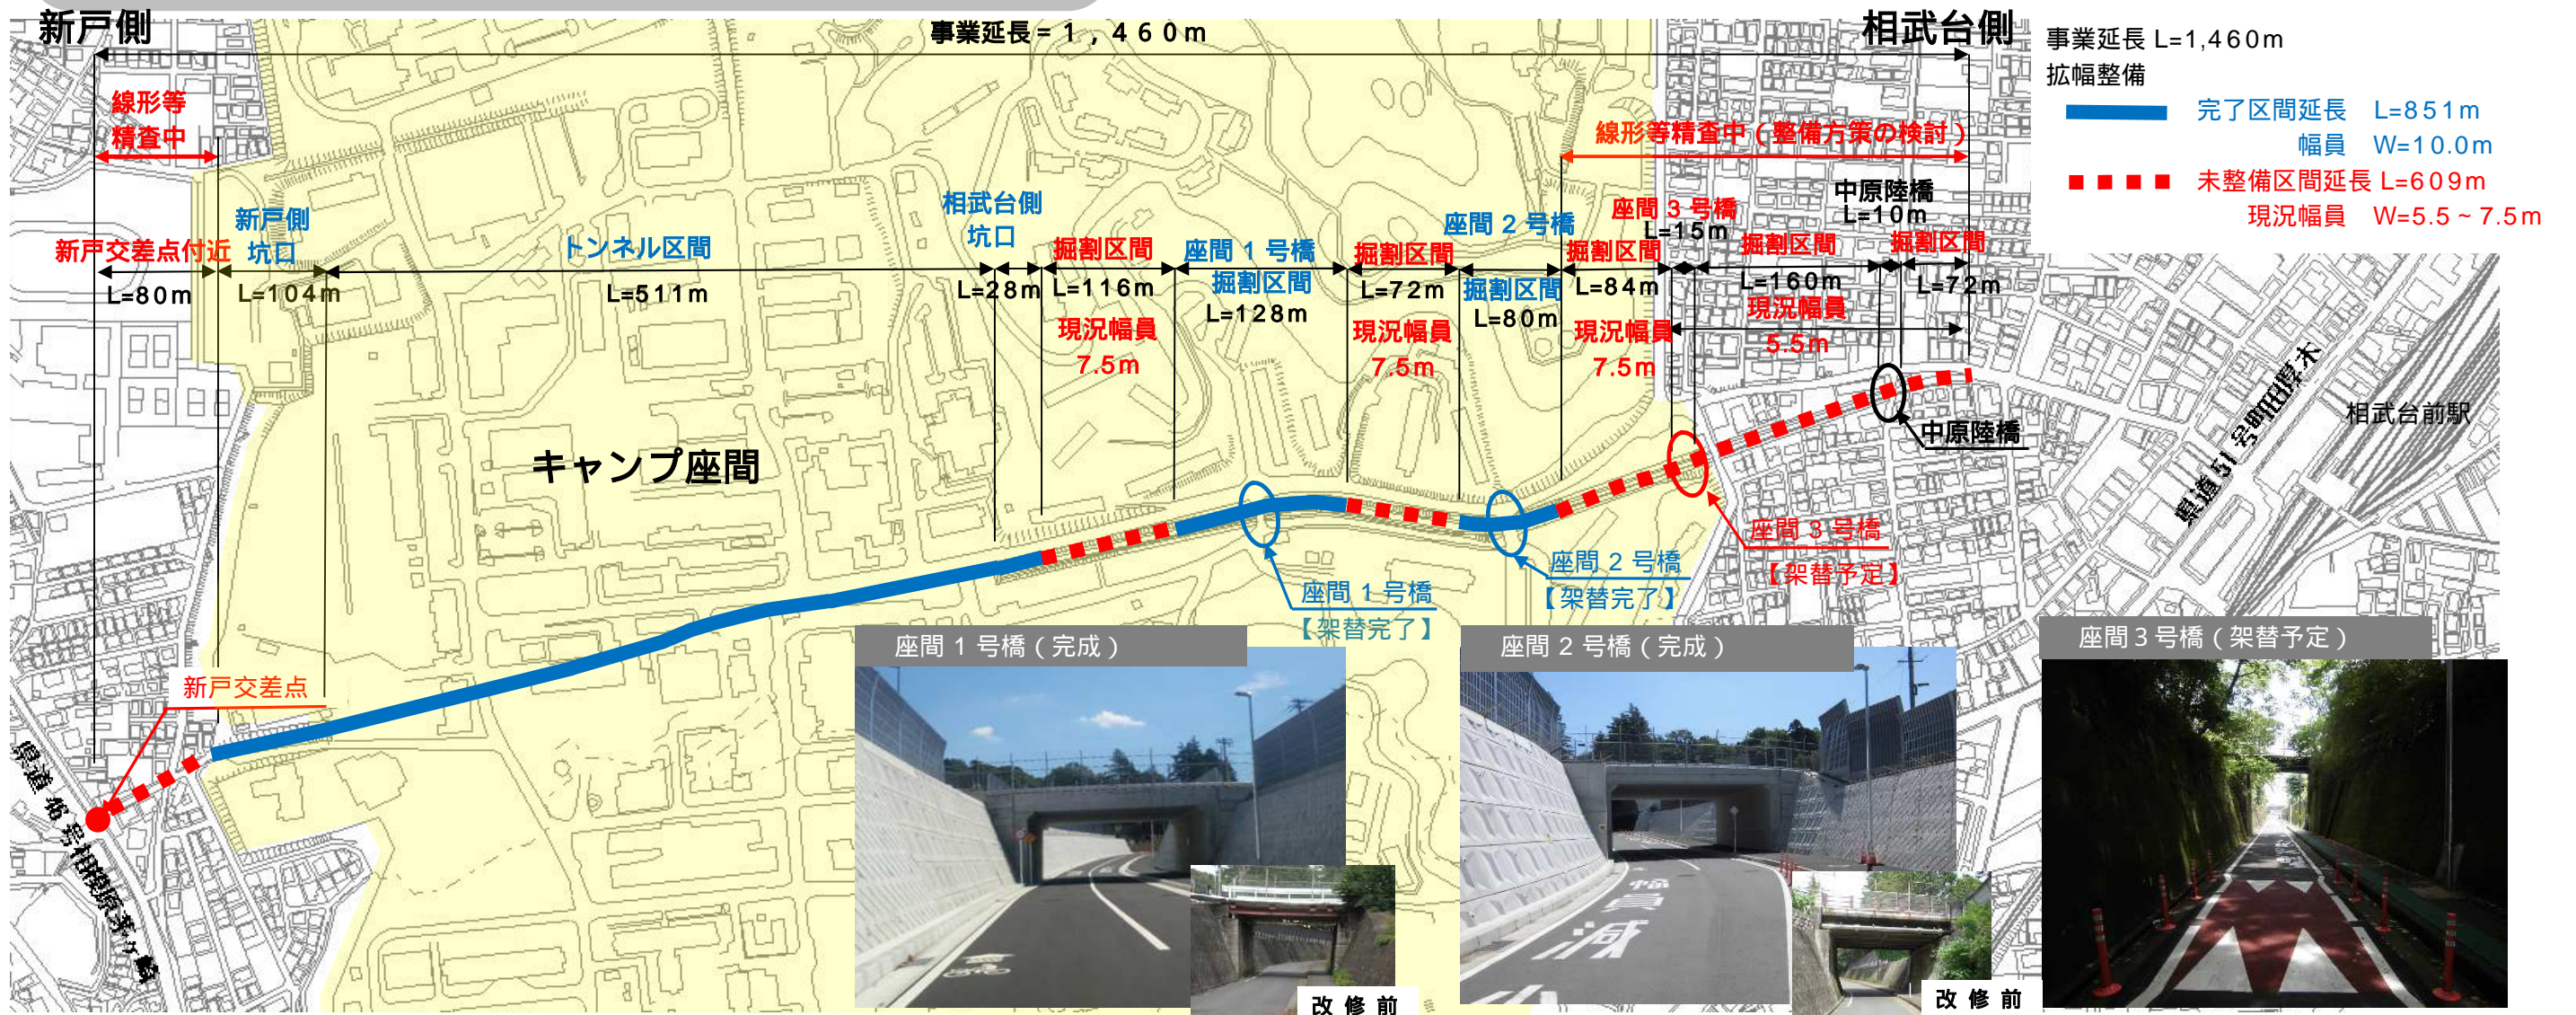 新戸側
事業延長=1,460m
相武台側
事業延長 L=1,460m
拡幅整備
完了区間延長 L=851m
幅員 W=10.0m
未整備区間延長 L=609m
現況幅員 W=5.5~7.5m
線形等
精査中
線形等精査中(整備方策の検討)
新戸交差点付近
L=80m
新戸側
坑口
L=104m
トンネル区間
L=511m
相武台側
坑口
L=28m
掘割区間
L=116m
現況幅員
7.5m
座間1号橋
掘割区間
L=128m
掘割区間
L=72m
現況幅員
7.5m
座間2号橋
掘割区間
L=80m
掘割区間
L=84m
現況幅員
7.5m
座間3号橋
L=15m
掘割区間
L=160m
現況幅員
5.5m
中原陸橋
L=10m
掘割区間
L=72m
キャンプ座間
中原陸橋
県道51号町田厚木
相武台前駅
座間3号橋
【架替予定】
座間2号橋
【架替完了】
座間1号橋
【架替完了】
新戸交差点
県道46号相模原茅ヶ崎
座間1号橋(完成)
改修前
座間2号橋(完成)
幅
員
減
少
改修前
座間3号橋(架替予定)